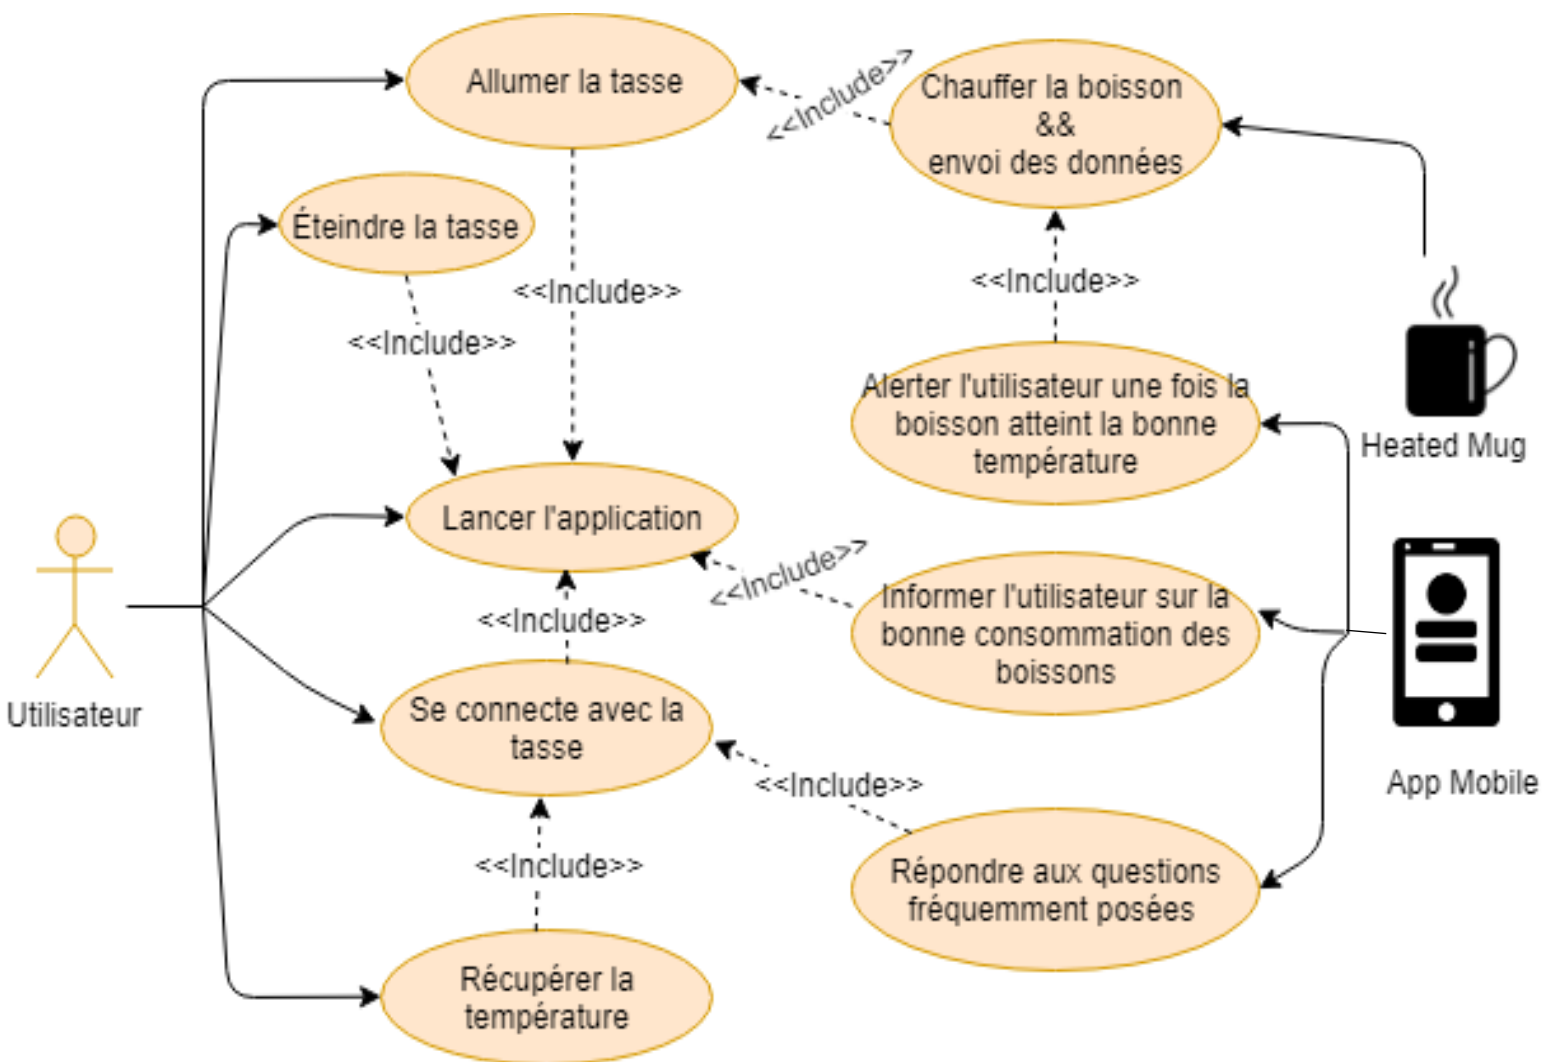 Allumer la tasse
<<Include>>
Chauffer la boisson
&&
envoi des données
Éteindre la tasse
<<Include>>
<<Include>>
<<Include>>
Alerter l'utilisateur une fois la
boisson atteint la bonne
température
Heated Mug
Lancer l'application
<<Include>>
Informer l'utilisateur sur la
bonne consommation des
boissons
<<Include>>
Utilisateur
Se connecte avec la
tasse
<<Include>>
App Mobile
<<Include>>
Répondre aux questions
fréquemment posées
Récupérer la
température